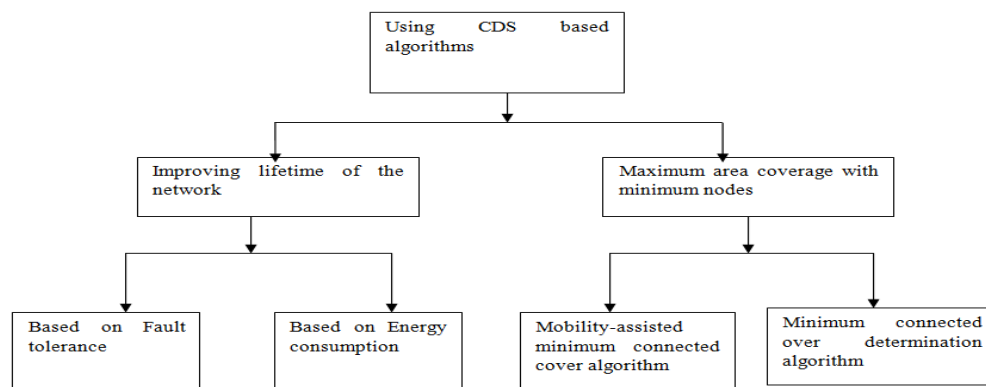 Using CDS based
algorithms
Improving lifetime of the
network
Maximum area coverage with
minimum nodes
Based on Fault
tolerance
Based on Energy
consumption
Mobility-assisted
minimum connected
cover algorithm
Minimum connected
over determination
algorithm